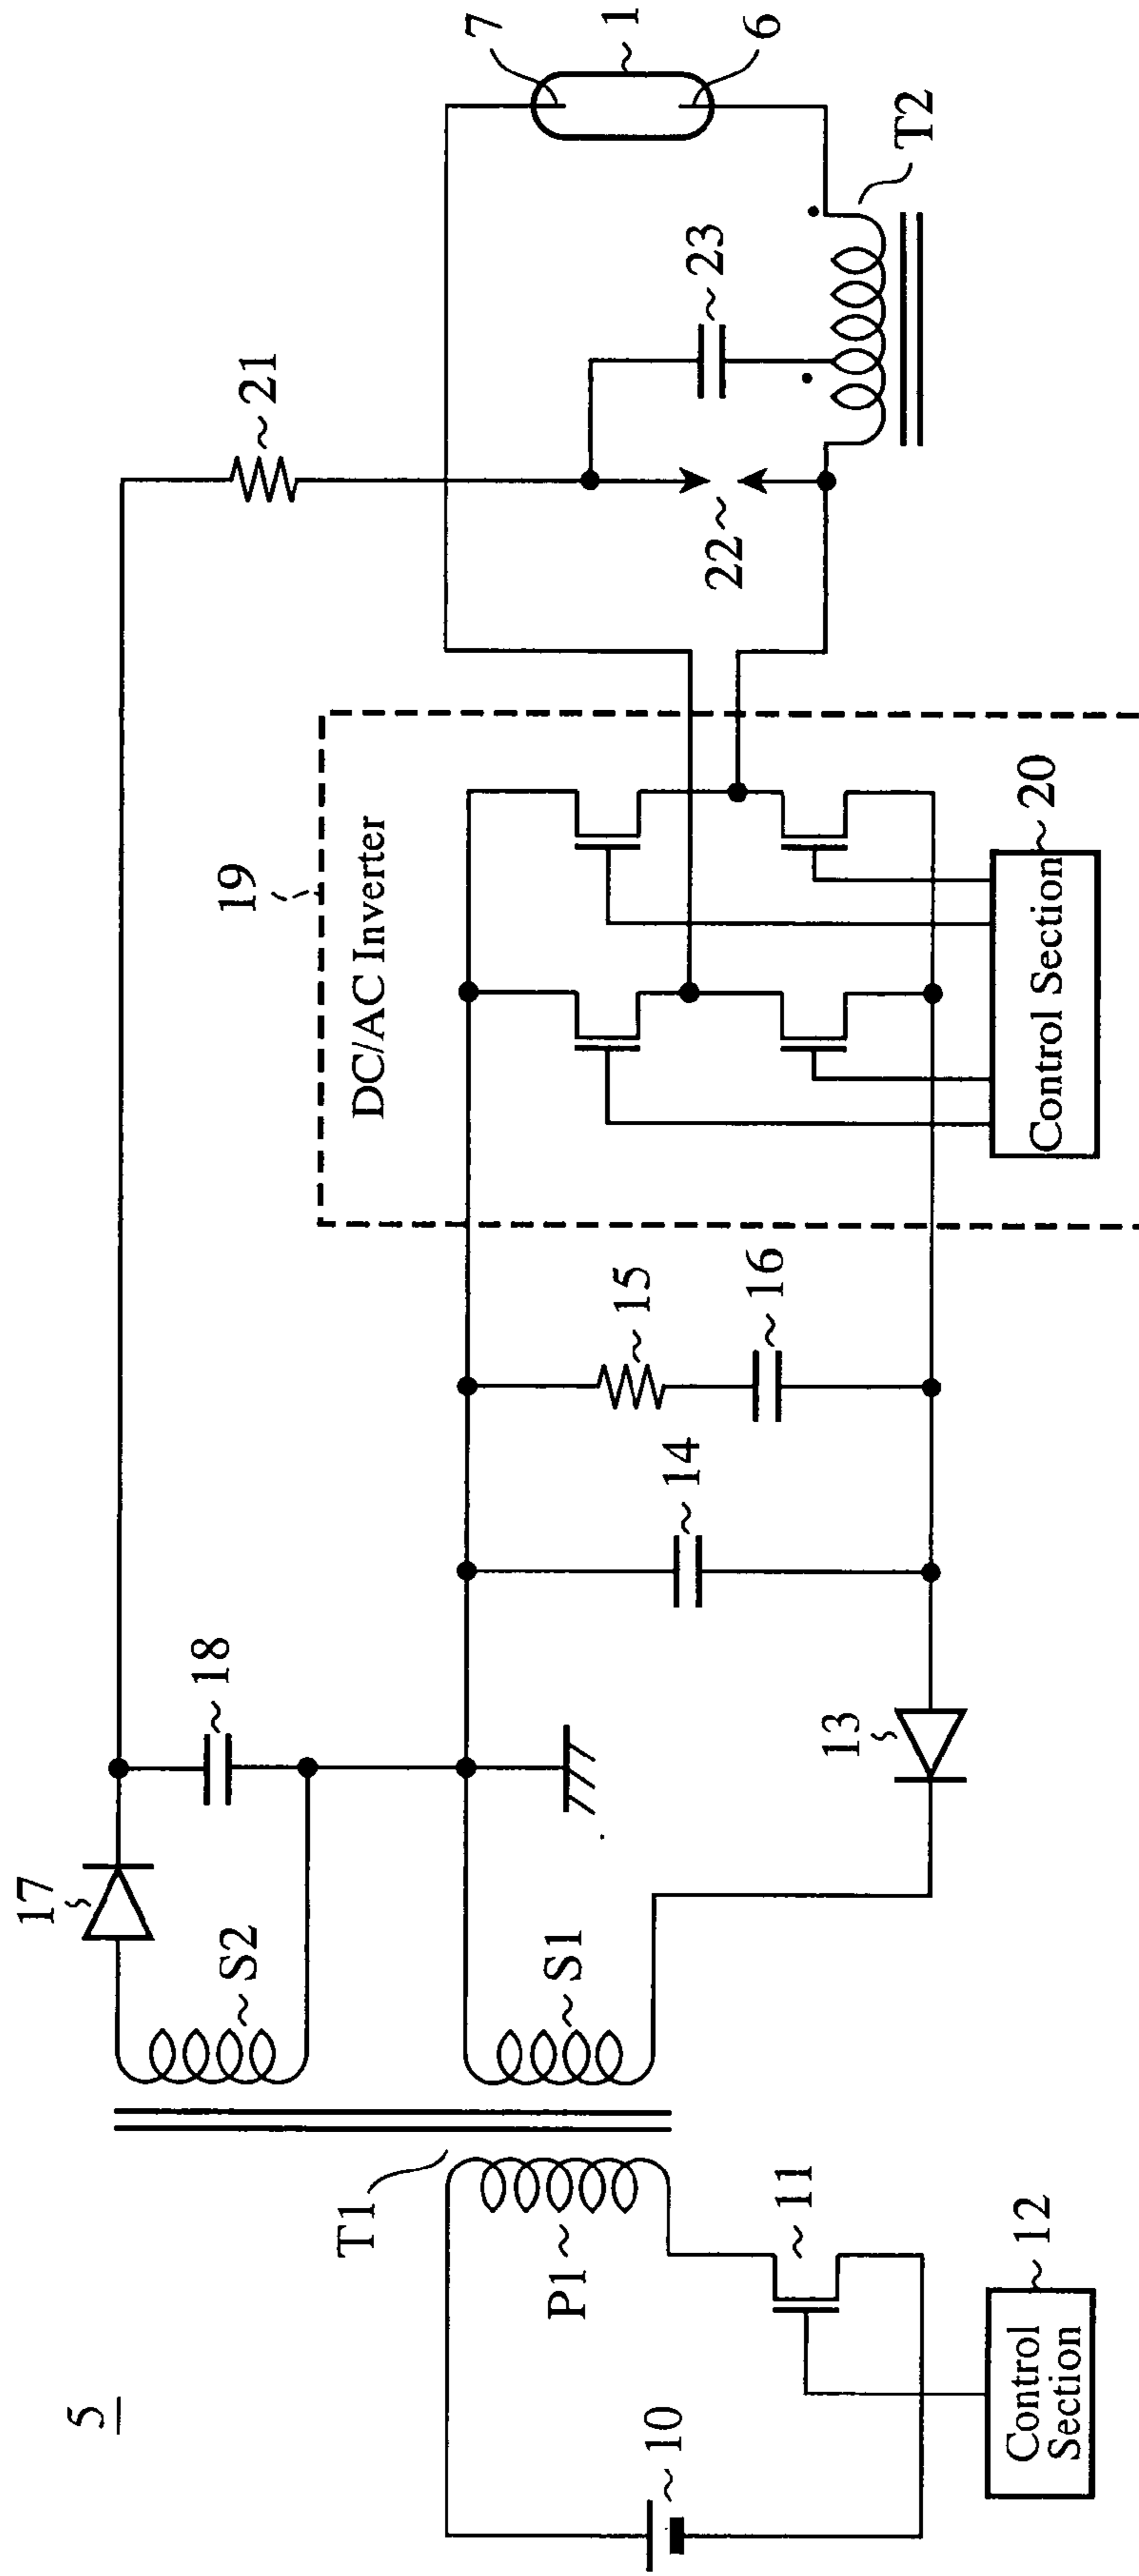 5
T1
P1
10
11
12
Control
Section
17
S2
S1
18
13
14
15
16
19
DC/AC Inverter
Control Section
20
21
22
23
T2
7
1
6